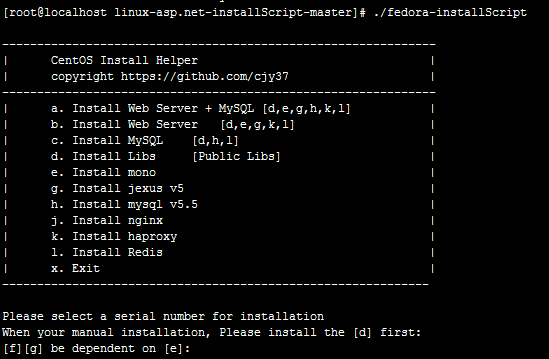 [root@localhost linux-asp.net-installScript-master]# ./fedora-installScript
-------------------------------------------------------------
| CentOS Install Helper |
| copyright https://github.com/cjy37 |
-------------------------------------------------------------
| a. Install Web Server + MySQL [d,e,g,h,k,l] |
| b. Install Web Server [d,e,g,k,l] |
| c. Install MySQL [d,h,l] |
| d. Install Libs [Public Libs] |
| e. Install mono |
| g. Install jexus v5 |
| h. Install mysql v5.5 |
| j. Install nginx |
| k. Install haproxy |
| l. Install Redis |
| x. Exit |
------------------------------------------------------------
Please select a serial number for installation
When your manual installation, Please install the [d] first:
[f][g] be dependent on [e]: